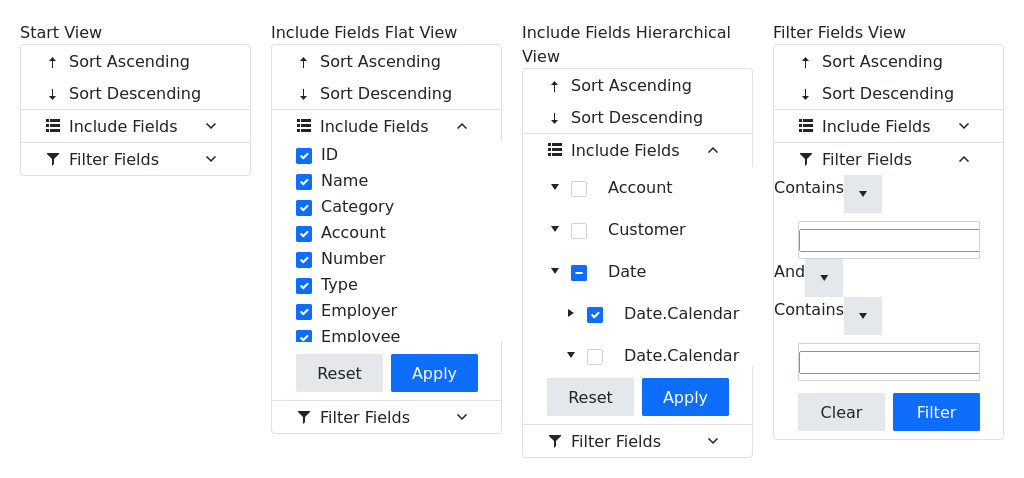 Start View
Sort Ascending
Sort Descending
Include Fields
Filter Fields
Include Fields Flat View
Sort Ascending
Sort Descending
Include Fields
ID
Name
Category
Account
Number
Type
Employer
Employee
Reset Apply
Filter Fields
Include Fields Hierarchical
View
Sort Ascending
Sort Descending
Include Fields
Account
Customer
Date
Date.Calendar
Date.Calendar
Reset Apply
Filter Fields
Filter Fields View
Sort Ascending
Sort Descending
Include Fields
Filter Fields
Contains
And
Contains
Clear Filter